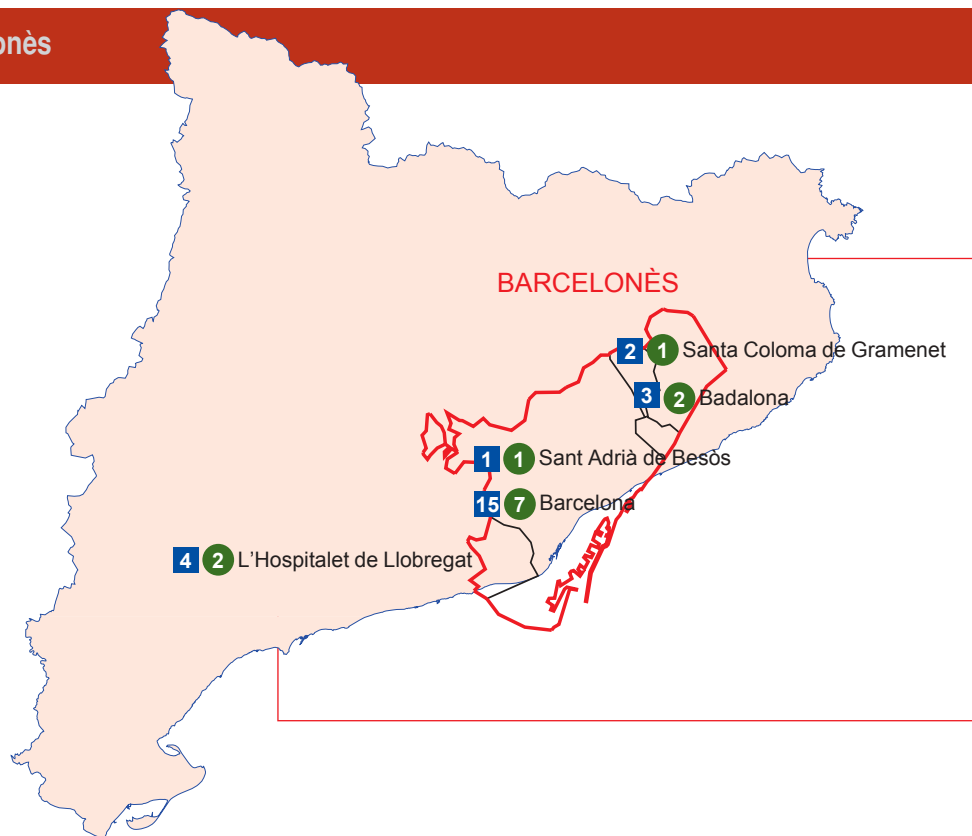 onès
BARCELONÈS
2 1 Santa Coloma de Gramenet
3 2 Badalona
1 1 Sant Adrià de Besòs
15 7 Barcelona
4 2 L'Hospitalet de Llobregat